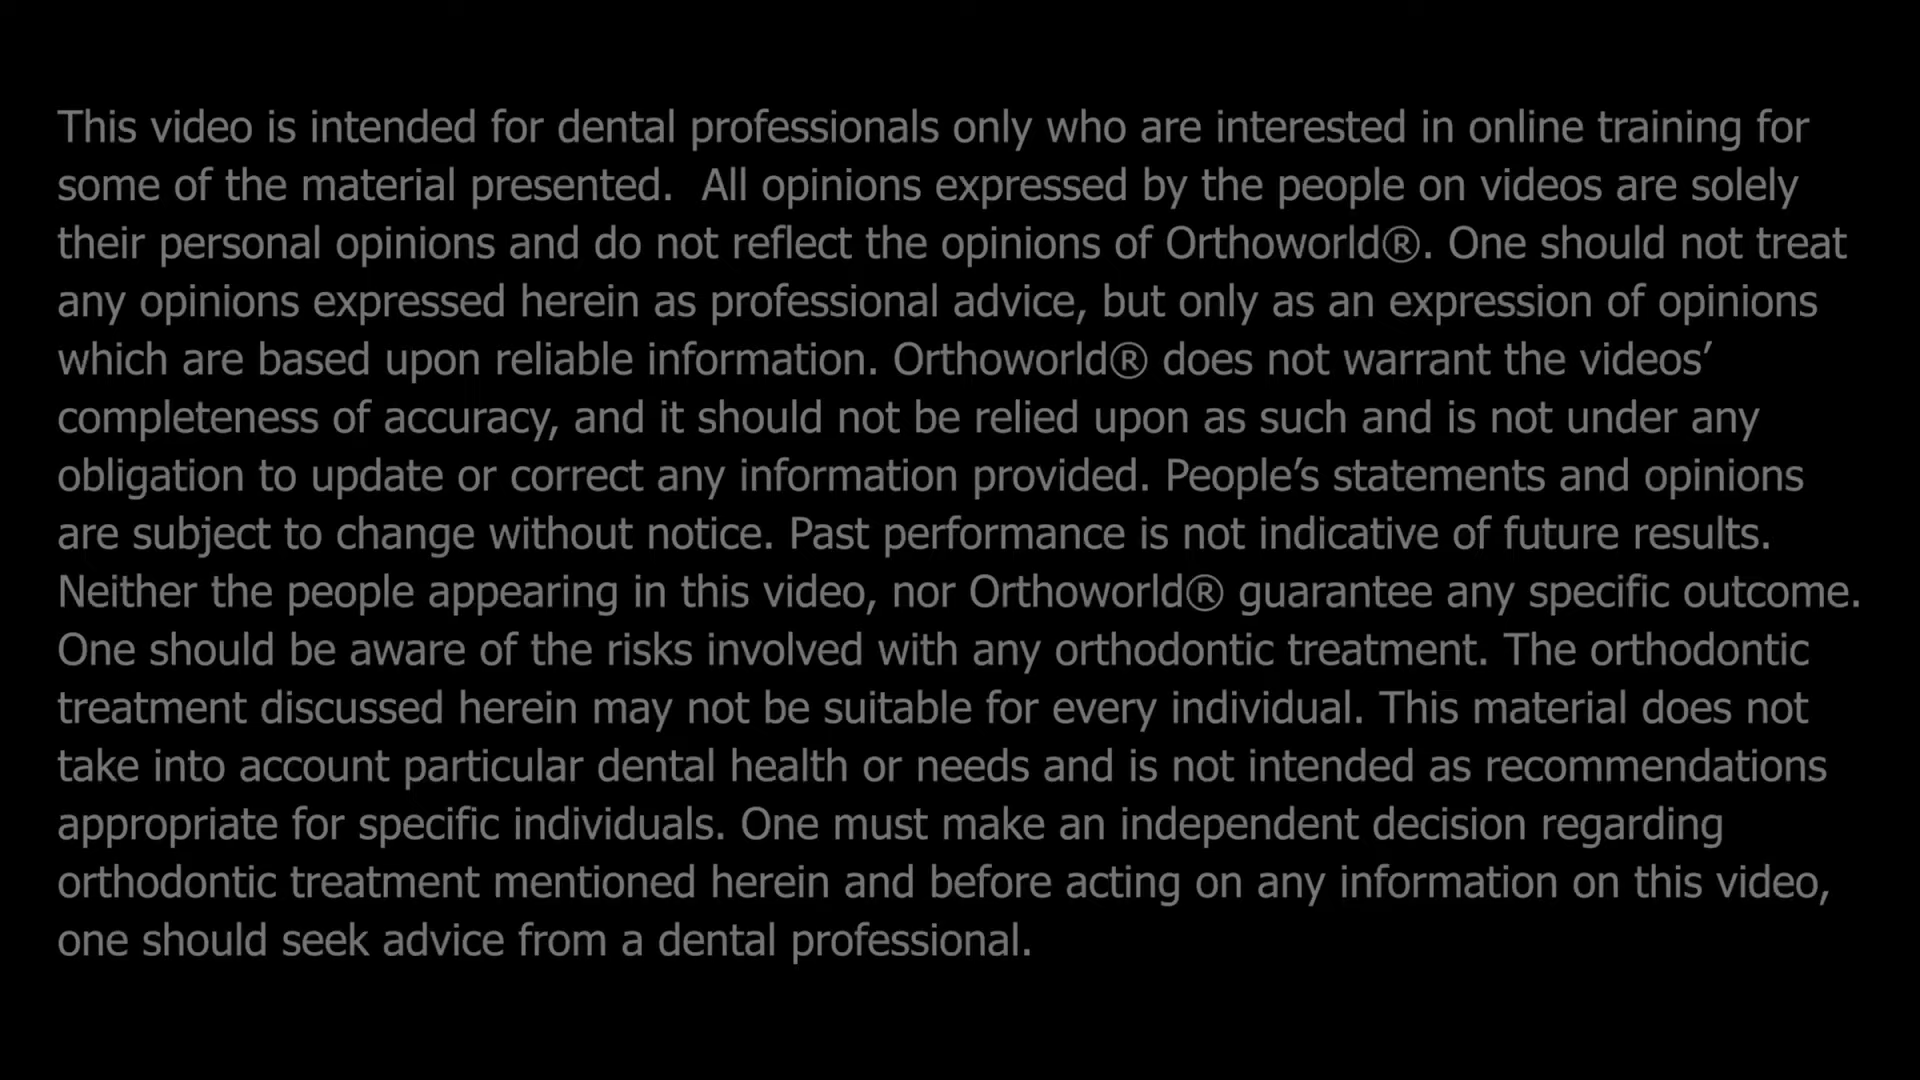 This video is intended for dental professionals only who are interested in online training for
some of the material presented.  All opinions expressed by the people on videos are solely
their personal opinions and do not reflect the opinions of Orthoworld®. One should not treat
any opinions expressed herein as professional advice, but only as an expression of opinions
which are based upon reliable information. Orthoworld® does not warrant the videos’
completeness of accuracy, and it should not be relied upon as such and is not under any
obligation to update or correct any information provided. People’s statements and opinions
are subject to change without notice. Past performance is not indicative of future results.
Neither the people appearing in this video, nor Orthoworld® guarantee any specific outcome.
One should be aware of the risks involved with any orthodontic treatment. The orthodontic
treatment discussed herein may not be suitable for every individual. This material does not
take into account particular dental health or needs and is not intended as recommendations
appropriate for specific individuals. One must make an independent decision regarding
orthodontic treatment mentioned herein and before acting on any information on this video,
one should seek advice from a dental professional.